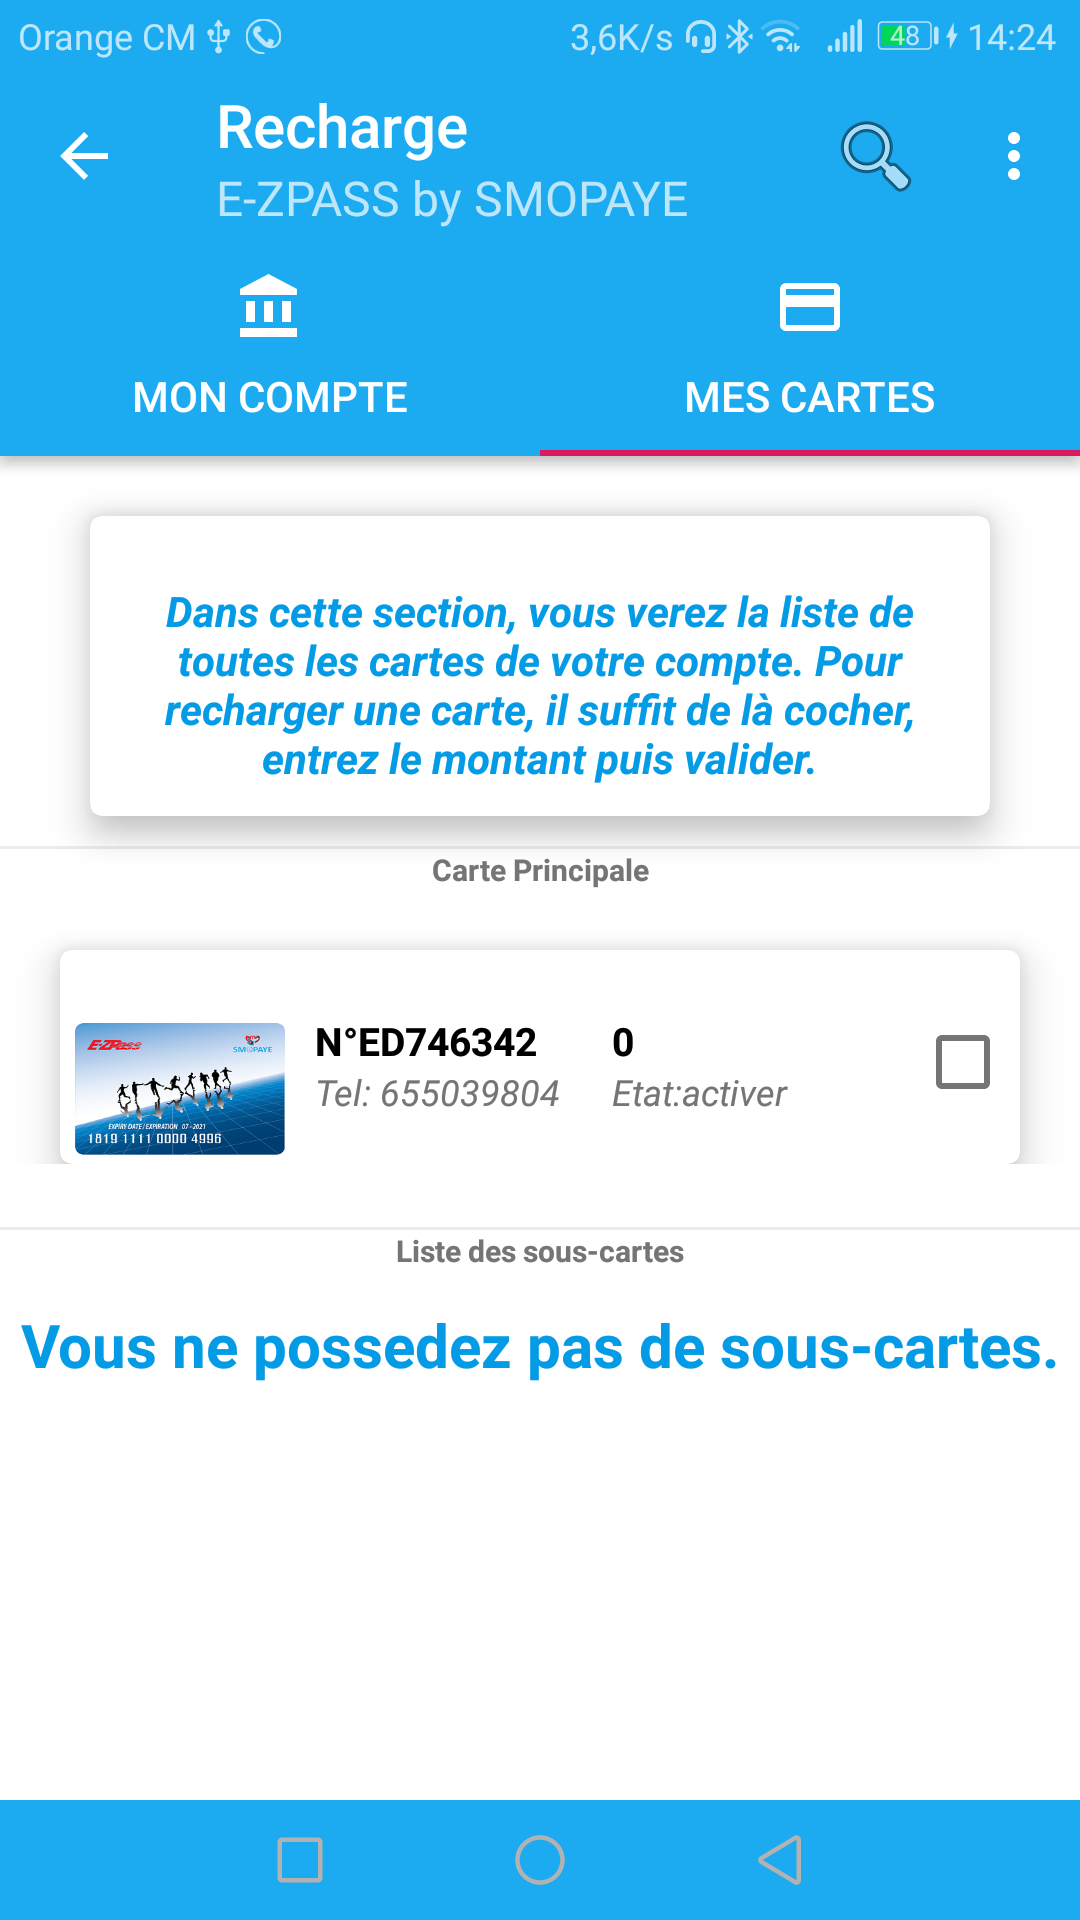 Orange CM 3,6K/s 48 14:24
Recharge
E-ZPASS by SMOPAYE
MON COMPTE MES CARTES
Dans cette section, vous verez la liste de
toutes les cartes de votre compte. Pour
recharger une carte, il suffit de là cocher,
entrez le montant puis valider.
Carte Principale
E-ZPass SMOPAYE
EXPIRY DATE / EXPIRATION 07-2021
1819 1111 0000 4996
N°ED746342 0
Tel: 655039804 Etat:activer
Liste des sous-cartes
Vous ne possedez pas de sous-cartes.